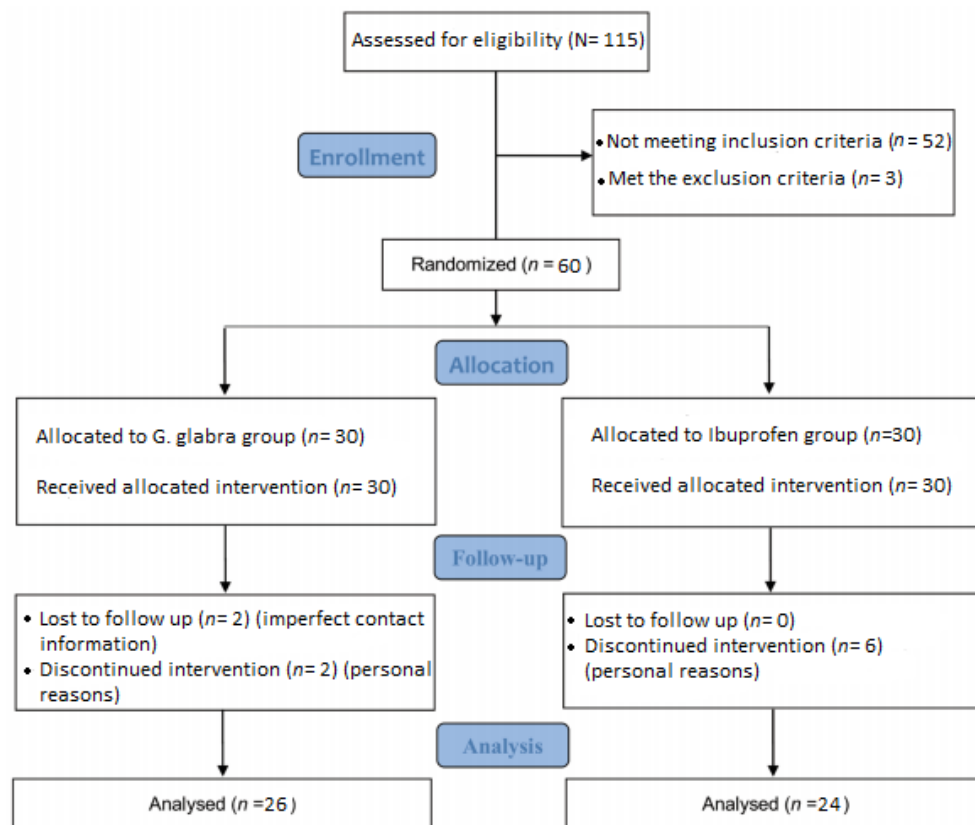 Assessed for eligibility (N= 115)
Enrollment
• Not meeting inclusion criteria (n= 52)
• Met the exclusion criteria (n= 3)
Randomized (n = 60 )
Allocation
Allocated to G. glabra group (n= 30)
Received allocated intervention (n= 30)
Allocated to Ibuprofen group (n=30)
Received allocated intervention (n= 30)
Follow-up
• Lost to follow up (n= 2) (imperfect contact
information)
• Discontinued intervention (n= 2) (personal
reasons)
• Lost to follow up (n= 0)
• Discontinued intervention (n= 6)
(personal reasons)
Analysis
Analysed (n =26)
Analysed (n =24)